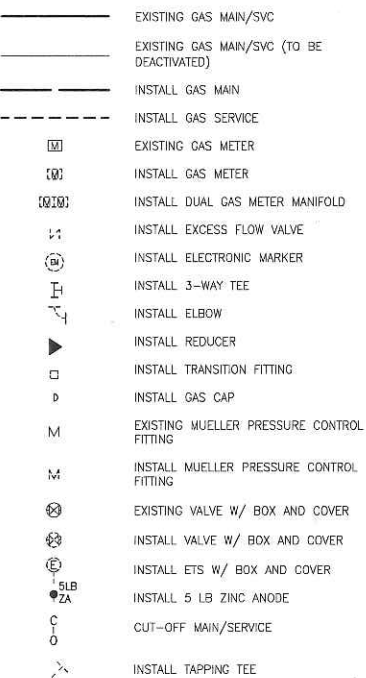 EXISTING GAS MAIN/SVC
EXISTING GAS MAIN/SVC (TO BE
DEACTIVATED)
INSTALL GAS MAIN
INSTALL GAS SERVICE
M EXISTING GAS METER
M INSTALL GAS METER
M M INSTALL DUAL GAS METER MANIFOLD
INSTALL EXCESS FLOW VALVE
EM INSTALL ELECTRONIC MARKER
INSTALL 3-WAY TEE
INSTALL ELBOW
INSTALL REDUCER
INSTALL TRANSITION FITTING
D INSTALL GAS CAP
M EXISTING MUELLER PRESSURE CONTROL
FITTING
M INSTALL MUELLER PRESSURE CONTROL
FITTING
EXISTING VALVE W/ BOX AND COVER
INSTALL VALVE W/ BOX AND COVER
E INSTALL ETS W/ BOX AND COVER
5LB
ZA INSTALL 5 LB ZINC ANODE
C
O CUT-OFF MAIN/SERVICE
INSTALL TAPPING TEE